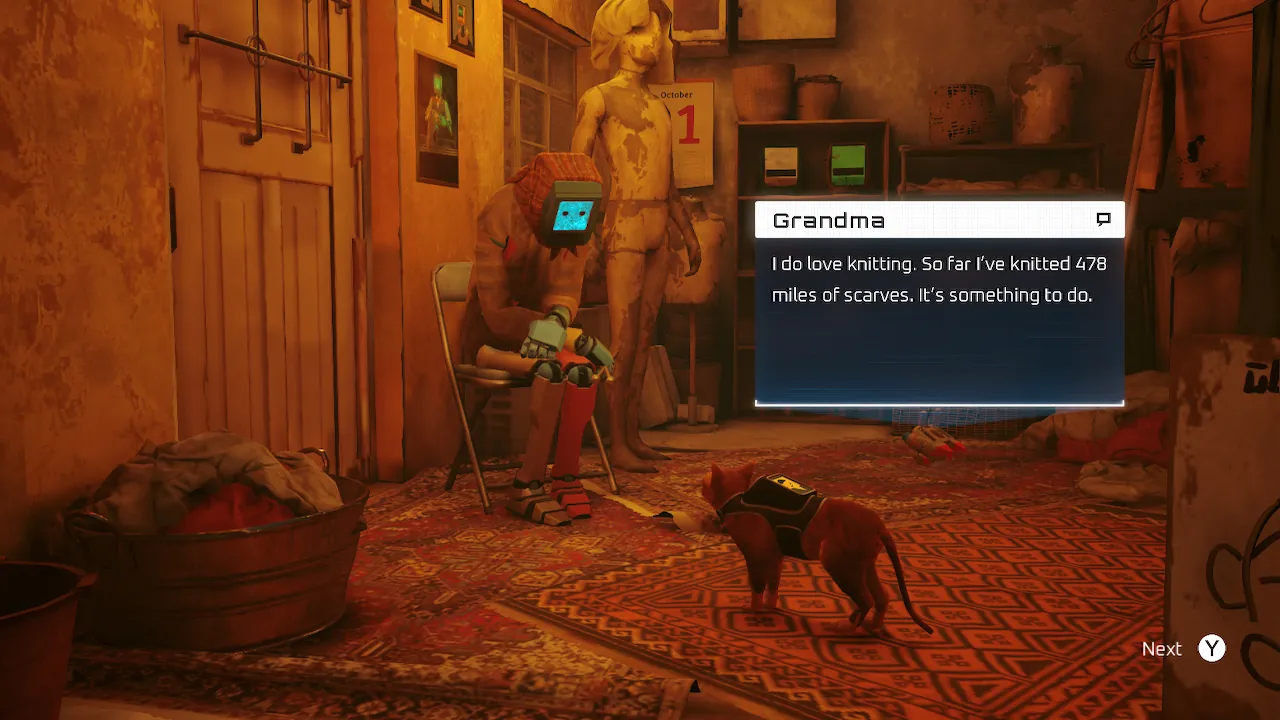 October
1
Grandma
I do love knitting. So far I've knitted 478
miles of scarves. It's something to do.
Next Y